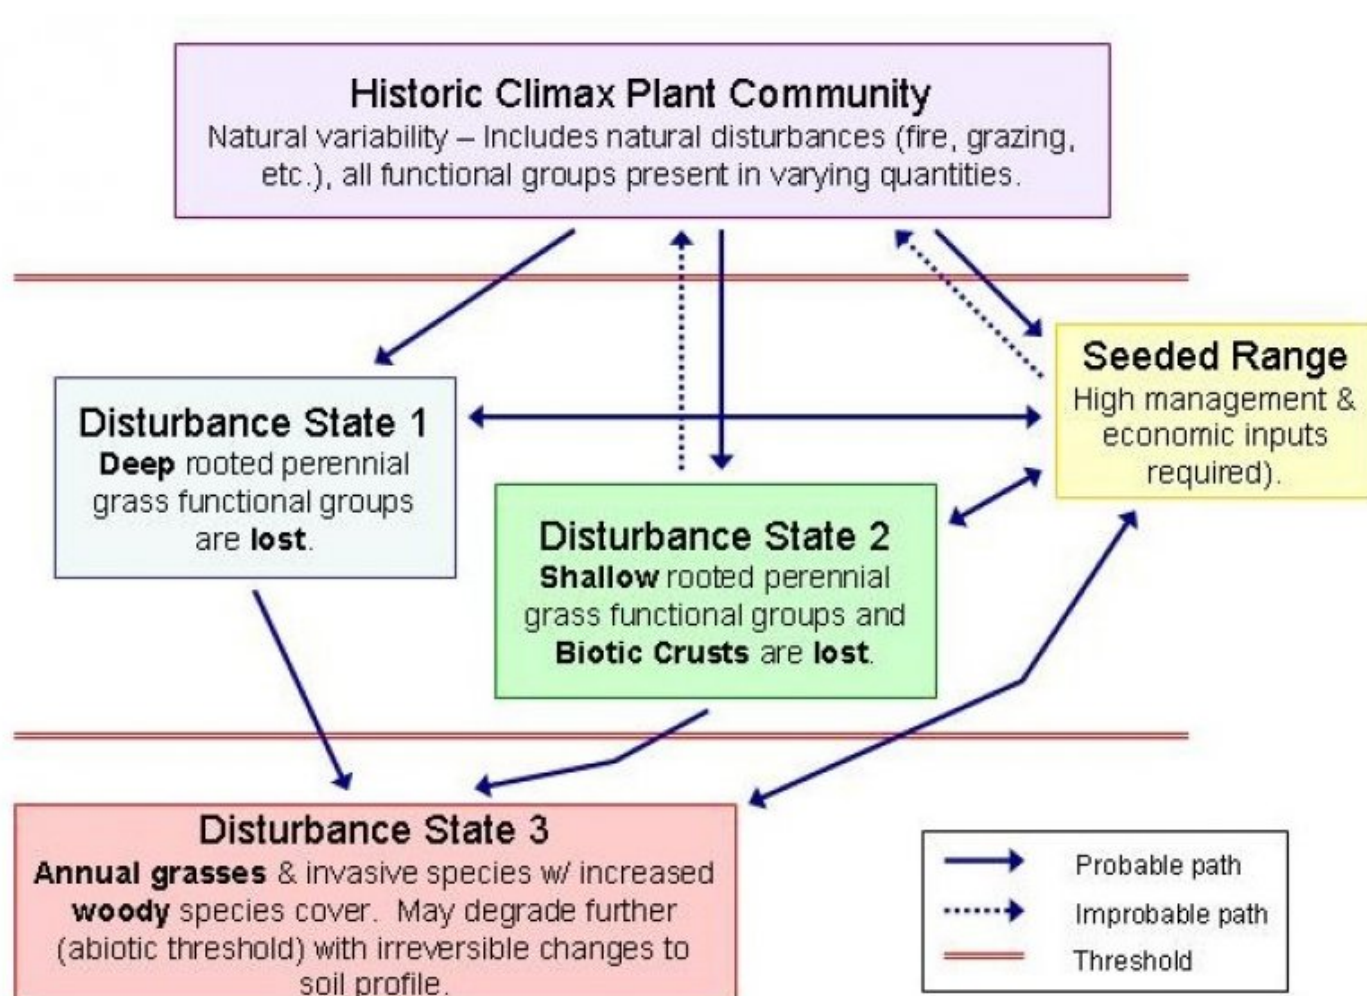 Historic Climax Plant Community
Natural variability – Includes natural disturbances (fire, grazing,
etc.), all functional groups present in varying quantities.
Seeded Range
High management &
economic inputs
required).
Disturbance State 1
Deep rooted perennial
grass functional groups
are lost.
Disturbance State 2
Shallow rooted perennial
grass functional groups and
Biotic Crusts are lost.
Disturbance State 3
Annual grasses & invasive species w/ increased
woody species cover. May degrade further
(abiotic threshold) with irreversible changes to
soil profile.
Probable path
Improbable path
Threshold